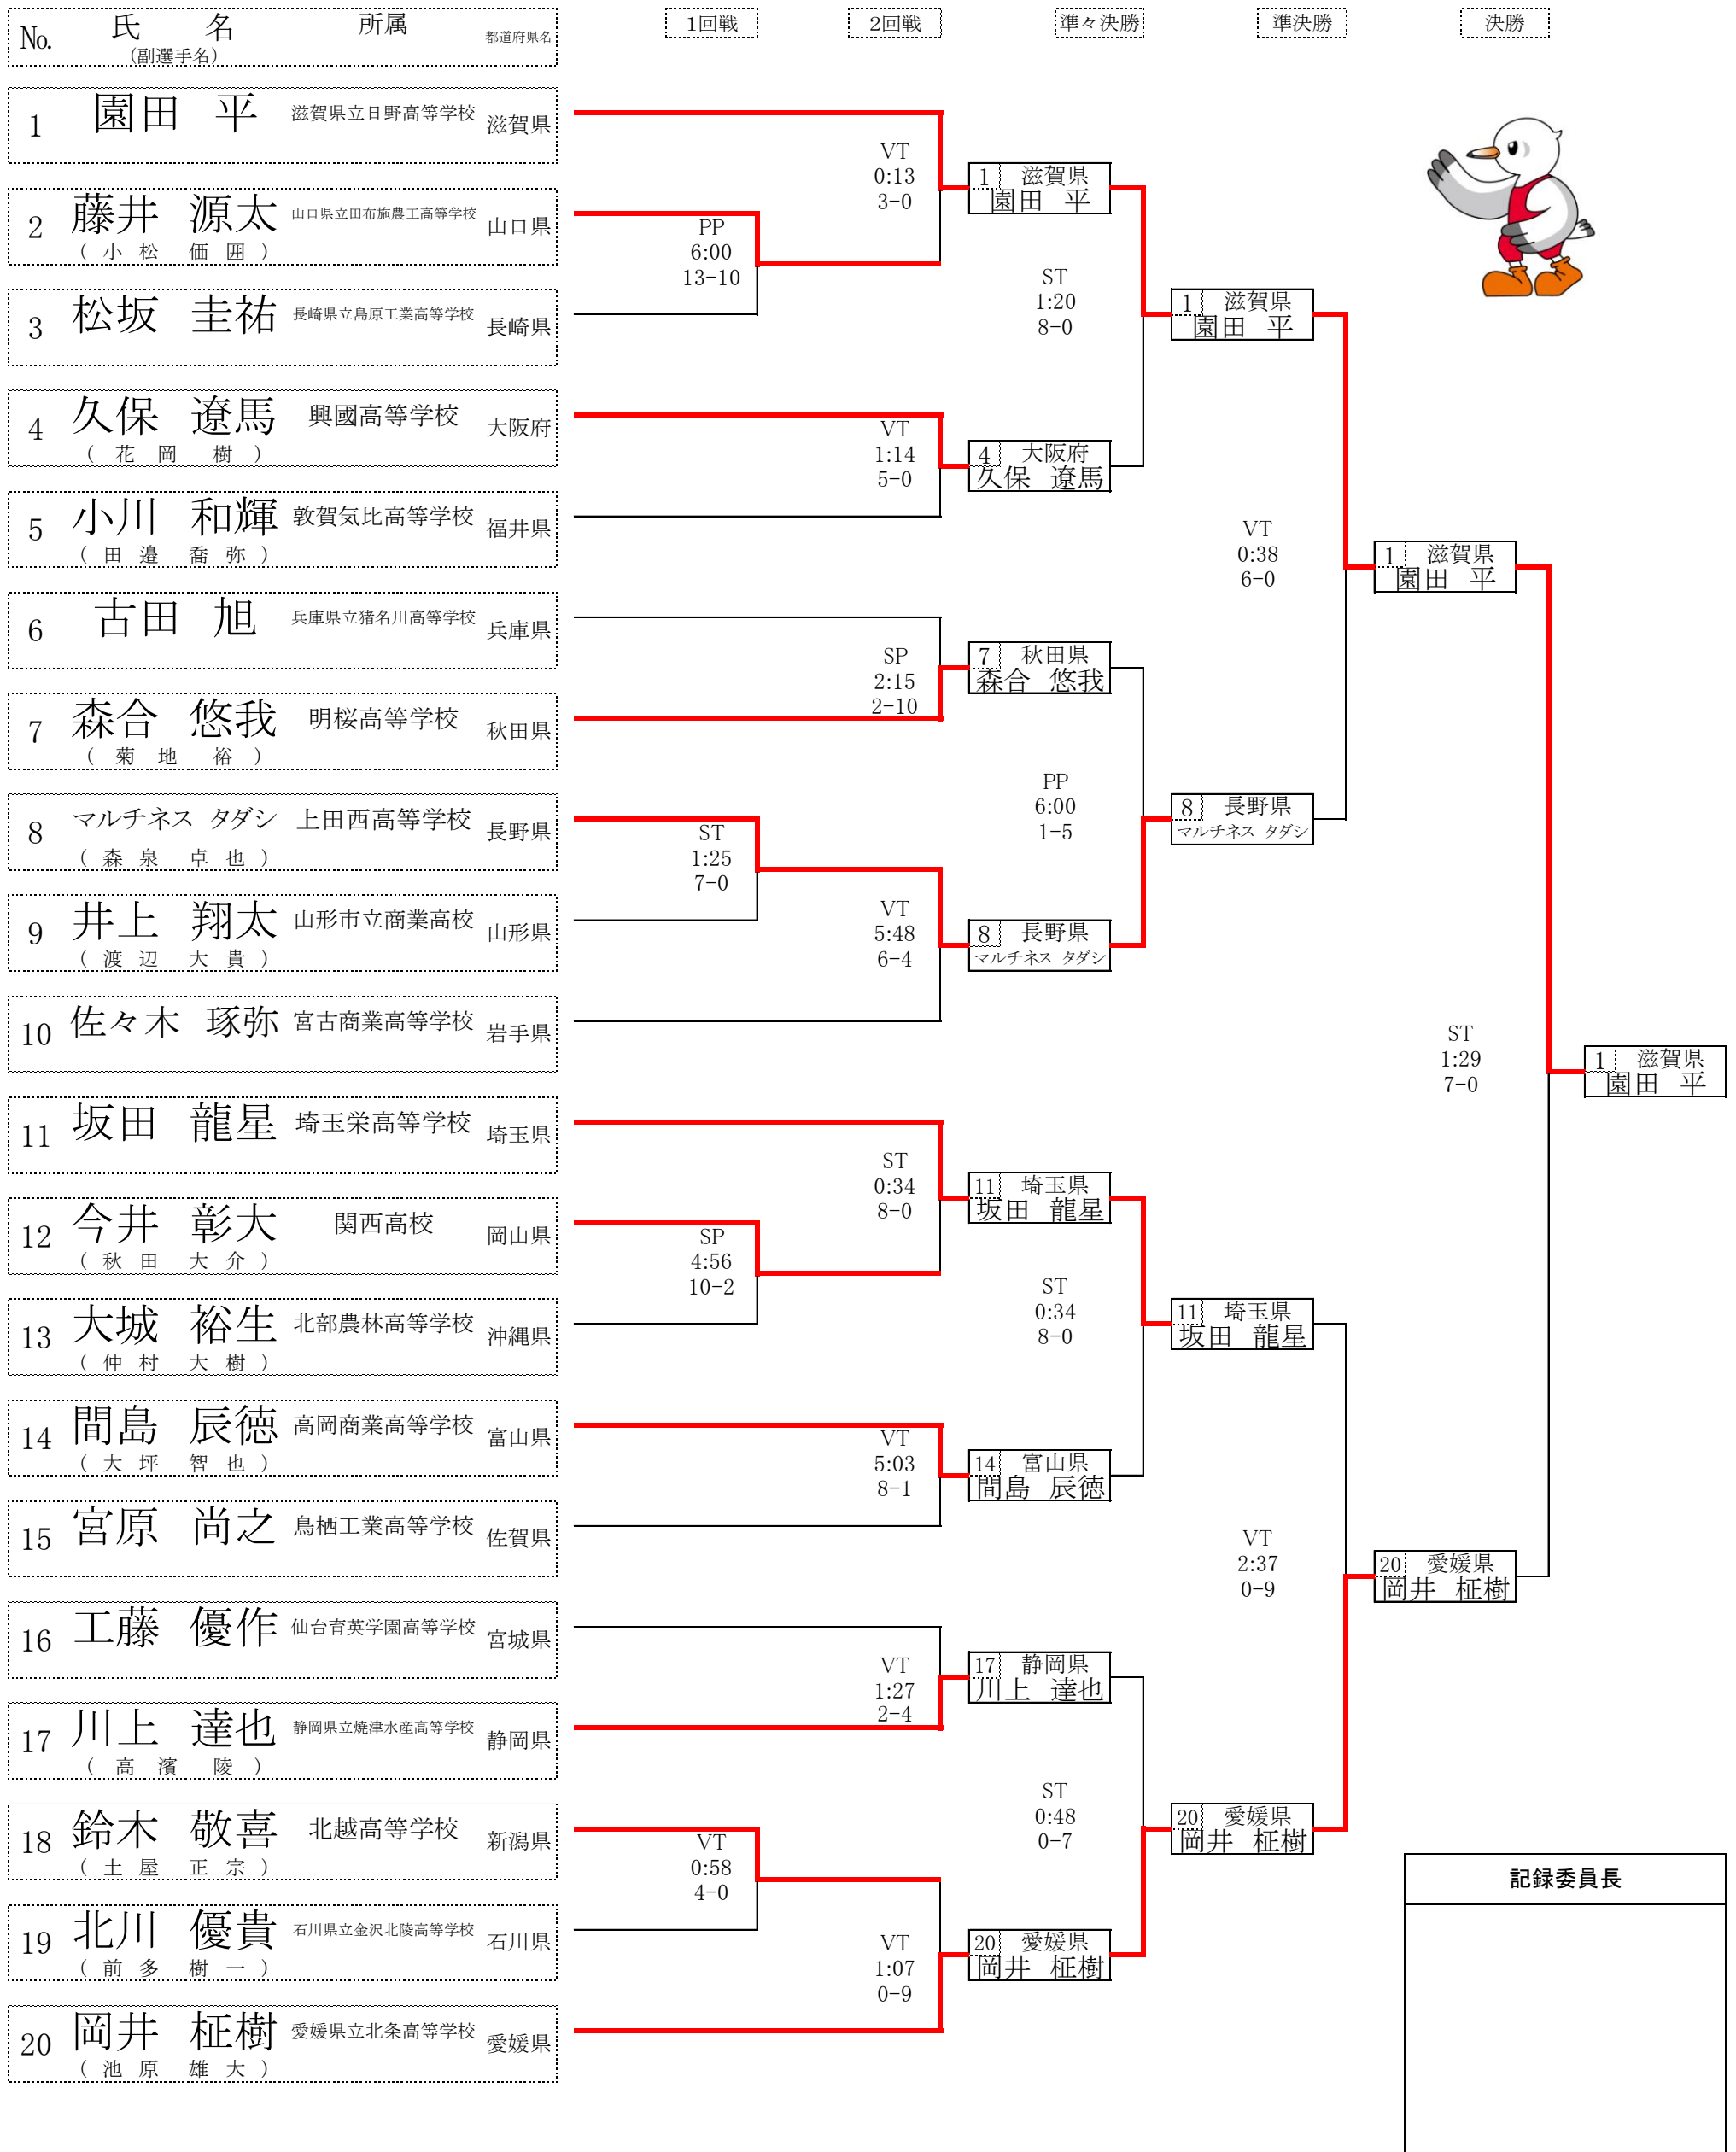 No. 氏 名 所属 都道府県名
(副選手名)
1回戦 2回戦 準々決勝 準決勝 決勝
1 園田 平 滋賀県立日野高等学校 滋賀県
2 藤井 源太 山口県立田布施農工高等学校 山口県
( 小 松 価 囲 )
3 松坂 圭祐 長崎県立島原工業高等学校 長崎県
4 久保 遼馬 興國高等学校 大阪府
( 花 岡 樹 )
5 小川 和輝 敦賀気比高等学校 福井県
( 田 邉 喬 弥 )
6 古田 旭 兵庫県立猪名川高等学校 兵庫県
7 森合 悠我 明桜高等学校 秋田県
( 菊 地 裕 )
8 マルチネス タダシ 上田西高等学校 長野県
( 森 泉 卓 也 )
9 井上 翔太 山形市立商業高校 山形県
( 渡 辺 大 貴 )
10 佐々木 琢弥 宮古商業高等学校 岩手県
11 坂田 龍星 埼玉栄高等学校 埼玉県
12 今井 彰大 関西高校 岡山県
( 秋 田 大 介 )
13 大城 裕生 北部農林高等学校 沖縄県
( 仲 村 大 樹 )
14 間島 辰徳 高岡商業高等学校 富山県
( 大 坪 智 也 )
15 宮原 尚之 鳥栖工業高等学校 佐賀県
16 工藤 優作 仙台育英学園高等学校 宮城県
17 川上 達也 静岡県立焼津水産高等学校 静岡県
( 高 濱 陵 )
18 鈴木 敬喜 北越高等学校 新潟県
( 土 屋 正 宗 )
19 北川 優貴 石川県立金沢北陵高等学校 石川県
( 前 多 樹 一 )
20 岡井 柾樹 愛媛県立北条高等学校 愛媛県
( 池 原 雄 大 )
PP
6:00
13-10
ST
1:25
7-0
SP
4:56
10-2
VT
0:58
4-0
VT
0:13
3-0
VT
1:14
5-0
SP
2:15
2-10
VT
5:48
6-4
ST
0:34
8-0
VT
5:03
8-1
VT
1:27
2-4
VT
1:07
0-9
1 滋賀県
園田 平
4 大阪府
久保 遼馬
7 秋田県
森合 悠我
8 長野県
マルチネス タダシ
11 埼玉県
坂田 龍星
14 富山県
間島 辰徳
17 静岡県
川上 達也
20 愛媛県
岡井 柾樹
ST
1:20
8-0
PP
6:00
1-5
ST
0:34
8-0
ST
0:48
0-7
1 滋賀県
園田 平
8 長野県
マルチネス タダシ
11 埼玉県
坂田 龍星
20 愛媛県
岡井 柾樹
VT
0:38
6-0
VT
2:37
0-9
1 滋賀県
園田 平
20 愛媛県
岡井 柾樹
ST
1:29
7-0
1 滋賀県
園田 平
記録委員長